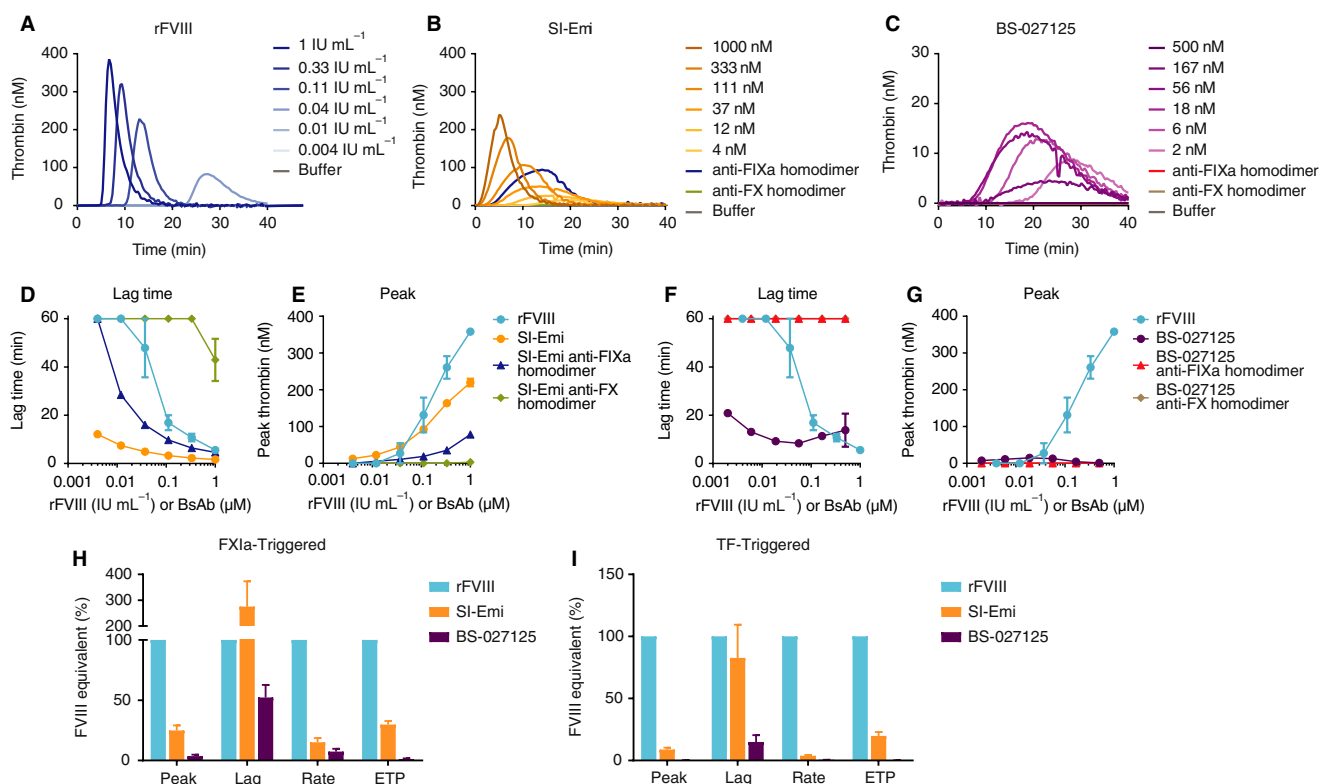 A
rFVIII
Thrombin (nM)
400
300
200
100
0
0 10 20 30 40
Time (min)
1 IU mL⁻¹
0.33 IU mL⁻¹
0.11 IU mL⁻¹
0.04 IU mL⁻¹
0.01 IU mL⁻¹
0.004 IU mL⁻¹
Buffer
B
SI-Emi
Thrombin (nM)
400
300
200
100
0
0 10 20 30 40
Time (min)
1000 nM
333 nM
111 nM
37 nM
12 nM
4 nM
anti-FIXa homodimer
anti-FX homodimer
Buffer
C
BS-027125
Thrombin (nM)
30
20
10
0
0 10 20 30 40
Time (min)
500 nM
167 nM
56 nM
18 nM
6 nM
2 nM
anti-FIXa homodimer
anti-FX homodimer
Buffer
D
Lag time
Lag time (min)
60
40
20
0
0.001 0.01 0.1 1
rFVIII (IU mL⁻¹) or BsAb (μM)
E
Peak
Peak thrombin (nM)
400
300
200
100
0
0.001 0.01 0.1 1
rFVIII (IU mL⁻¹) or BsAb (μM)
rFVIII
SI-Emi
SI-Emi anti-FIXa
homodimer
SI-Emi anti-FX
homodimer
F
Lag time
Lag time (min)
60
40
20
0
0.001 0.01 0.1 1
rFVIII (IU mL⁻¹) or BsAb (μM)
G
Peak
Peak thrombin (nM)
400
300
200
100
0
0.001 0.01 0.1 1
rFVIII (IU mL⁻¹) or BsAb (μM)
rFVIII
BS-027125
BS-027125
anti-FIXa homodimer
BS-027125
anti-FX homodimer
H
FXIa-Triggered
FVIII equivalent (%)
400
300
200
100
50
0
Peak Lag Rate ETP
rFVIII
SI-Emi
BS-027125
I
TF-Triggered
FVIII equivalent (%)
150
100
50
0
Peak Lag Rate ETP
rFVIII
SI-Emi
BS-027125